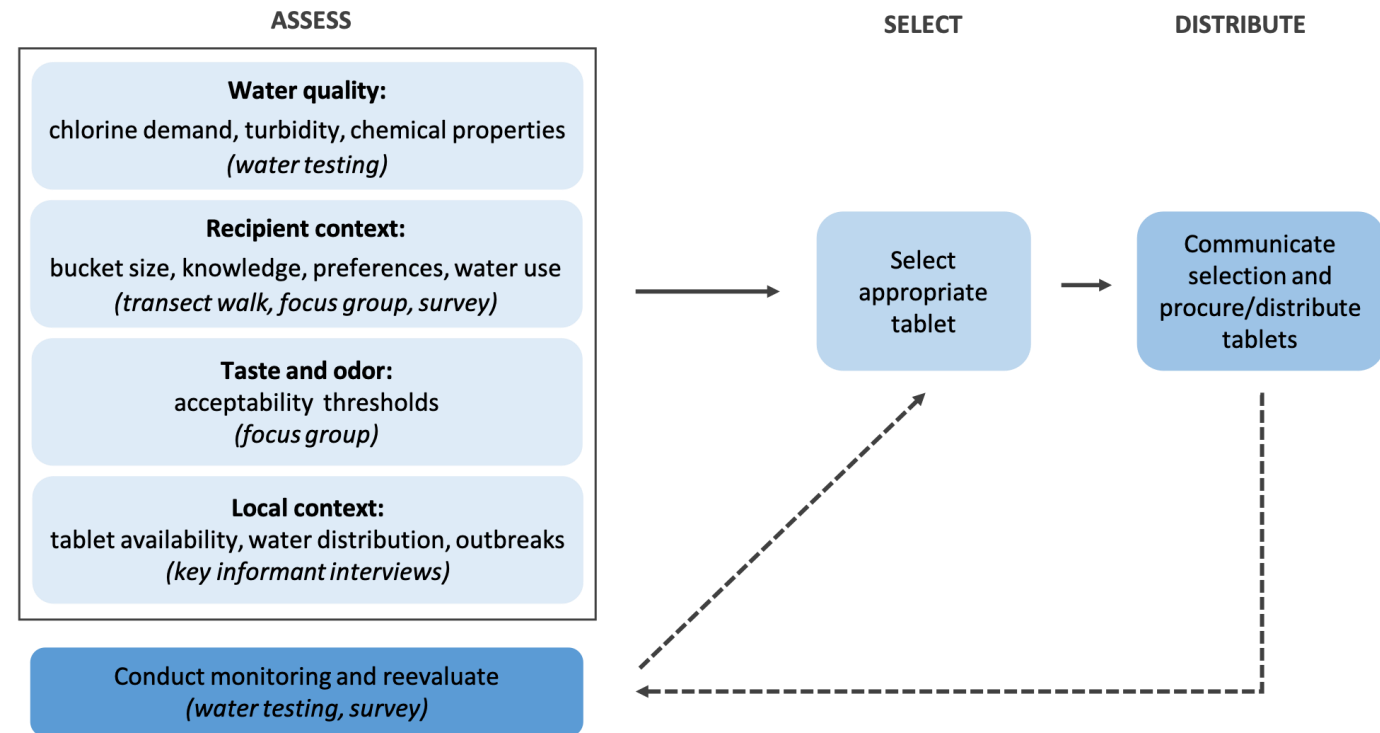 ASSESS
SELECT
DISTRIBUTE
Water quality:
chlorine demand, turbidity, chemical properties
(water testing)
Recipient context:
bucket size, knowledge, preferences, water use
(transect walk, focus group, survey)
Taste and odor:
acceptability thresholds
(focus group)
Local context:
tablet availability, water distribution, outbreaks
(key informant interviews)
Conduct monitoring and reevaluate
(water testing, survey)
Select
appropriate
tablet
Communicate
selection and
procure/distribute
tablets